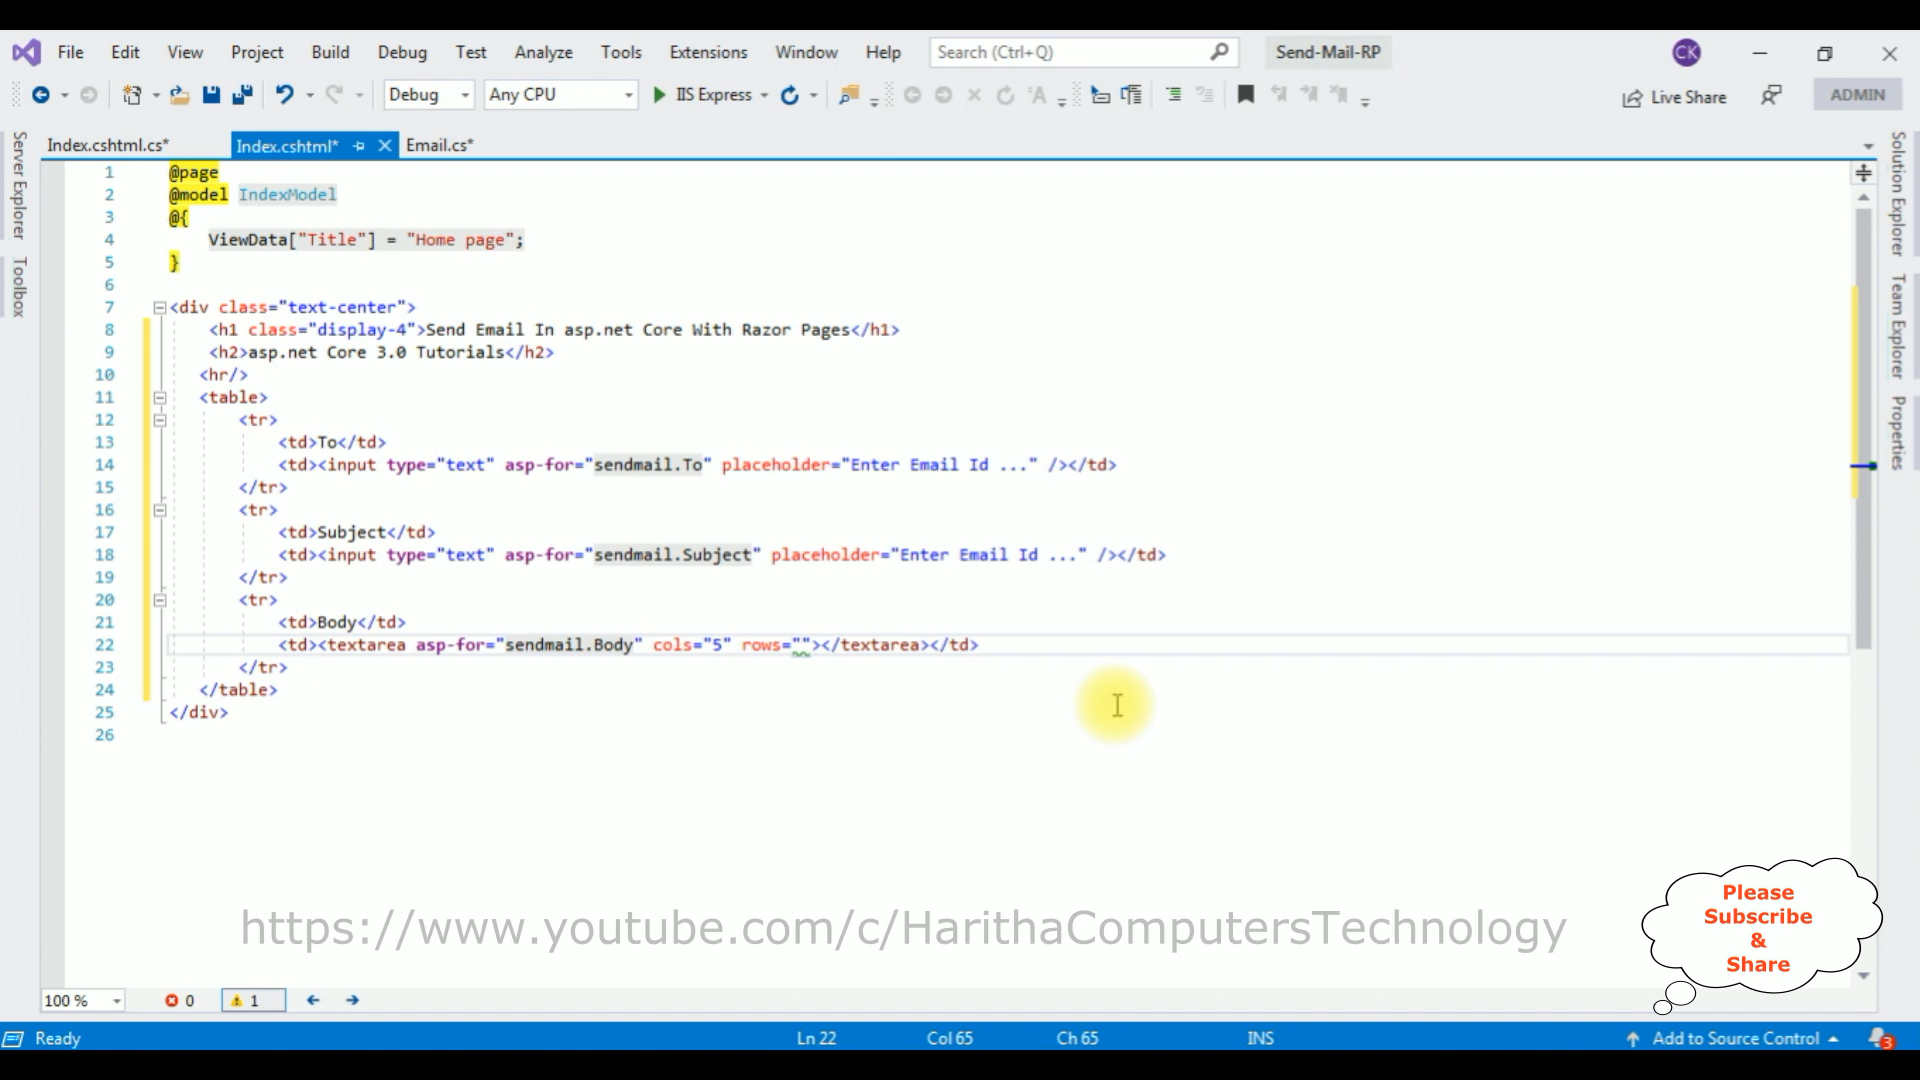 File Edit View Project Build Debug Test Analyze Tools Extensions Window Help Search (Ctrl+Q) Send-Mail-RP CK
Debug Any CPU IIS Express Live Share ADMIN
Index.cshtml.cs* Index.cshtml* Email.cs*
Server Explorer
Toolbox
Solution Explorer
Team Explorer
Properties
1 @page
2 @model IndexModel
3 @{
4 ViewData["Title"] = "Home page";
5 }
6
7 <div class="text-center">
8 <h1 class="display-4">Send Email In asp.net Core With Razor Pages</h1>
9 <h2>asp.net Core 3.0 Tutorials</h2>
10 <hr/>
11 <table>
12 <tr>
13 <td>To</td>
14 <td><input type="text" asp-for="sendmail.To" placeholder="Enter Email Id ..." /></td>
15 </tr>
16 <tr>
17 <td>Subject</td>
18 <td><input type="text" asp-for="sendmail.Subject" placeholder="Enter Email Id ..." /></td>
19 </tr>
20 <tr>
21 <td>Body</td>
22 <td><textarea asp-for="sendmail.Body" cols="5" rows=""></textarea></td>
23 </tr>
24 </table>
25 </div>
26
https://www.youtube.com/c/HarithaComputersTechnology
Please
Subscribe
&
Share
100 % 0 1
Ready Ln 22 Col 65 Ch 65 INS Add to Source Control 3